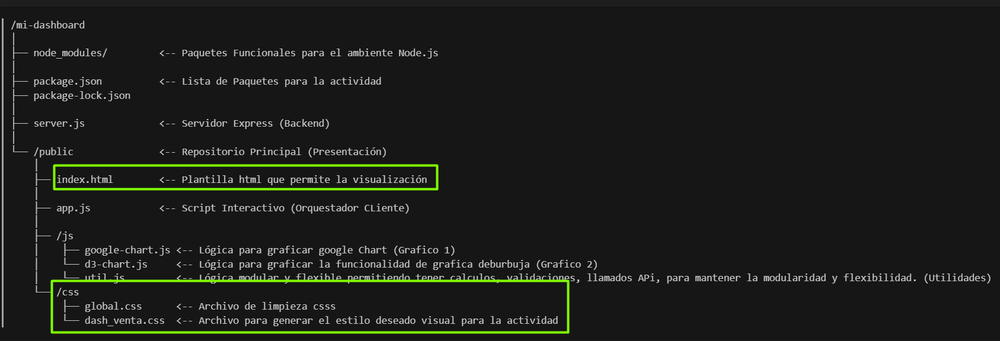 /mi-dashboard
│
├── node_modules/         <-- Paquetes Funcionales para el ambiente Node.js
│
├── package.json          <-- Lista de Paquetes para la actividad
├── package-lock.json
│
├── server.js             <-- Servidor Express (Backend)
│
└── /public               <-- Repositorio Principal (Presentación)
    │
    ├── index.html        <-- Plantilla html que permite la visualización
    │
    ├── app.js            <-- Script Interactivo (Orquestador CLiente)
    │
    ├── /js
    │    ├── google-chart.js <-- Lógica para graficar google Chart (Grafico 1)
    │    └── d3-chart.js     <-- Lógica para graficar la funcionalidad de grafica deburbuja (Grafico 2)
    │    └── util.js         <-- Lógica modular y flexible permitiendo tener calculos, validaciones, llamados APi, para mantener la modularidad y flexibilidad. (Utilidades)
    └── /css
         ├── global.css      <-- Archivo de limpieza csss
         └── dash_venta.css  <-- Archivo para generar el estilo deseado visual para la actividad